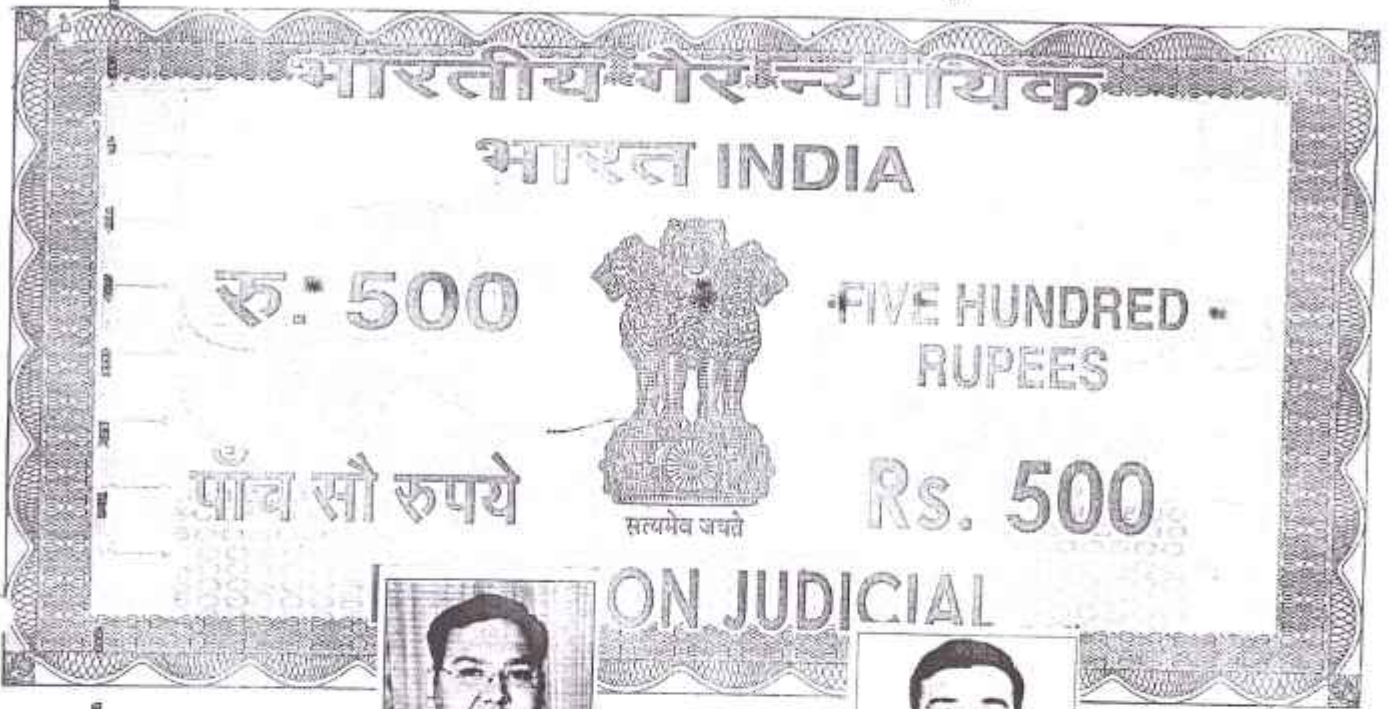 भारतीय गैर न्यायिक
भारत INDIA
रु. 500
FIVE HUNDRED
RUPEES
पाँच सौ रुपये
Rs. 500
सत्यमेव जयते
ON JUDICIAL